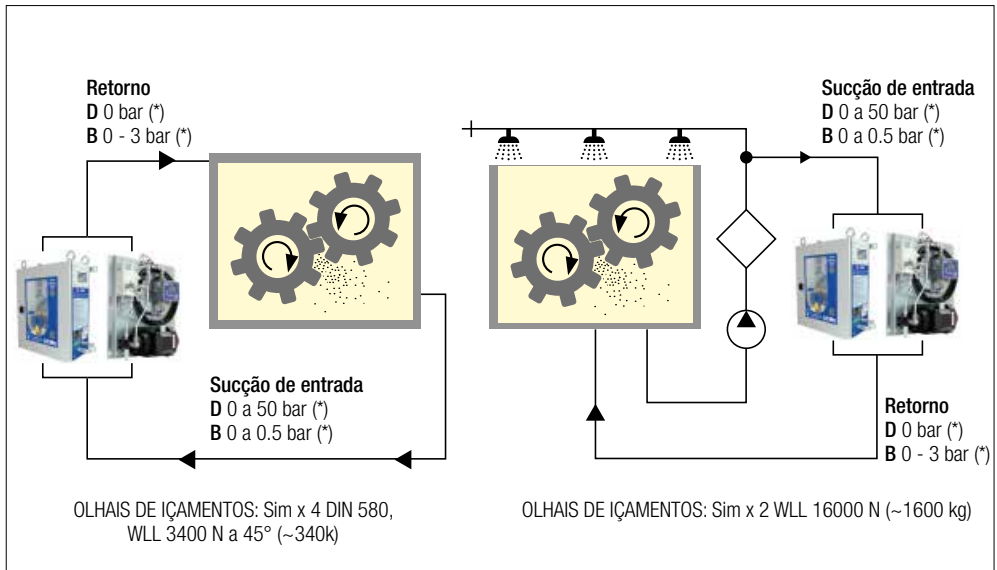 Retorno
D 0 bar (*)
B 0 - 3 bar (*)
Sucção de entrada
D 0 a 50 bar (*)
B 0 a 0.5 bar (*)
OLHAIS DE IÇAMENTOS: Sim x 4 DIN 580,
WLL 3400 N a 45° (~340k)
Sucção de entrada
D 0 a 50 bar (*)
B 0 a 0.5 bar (*)
Retorno
D 0 bar (*)
B 0 - 3 bar (*)
OLHAIS DE IÇAMENTOS: Sim x 2 WLL 16000 N (~1600 kg)